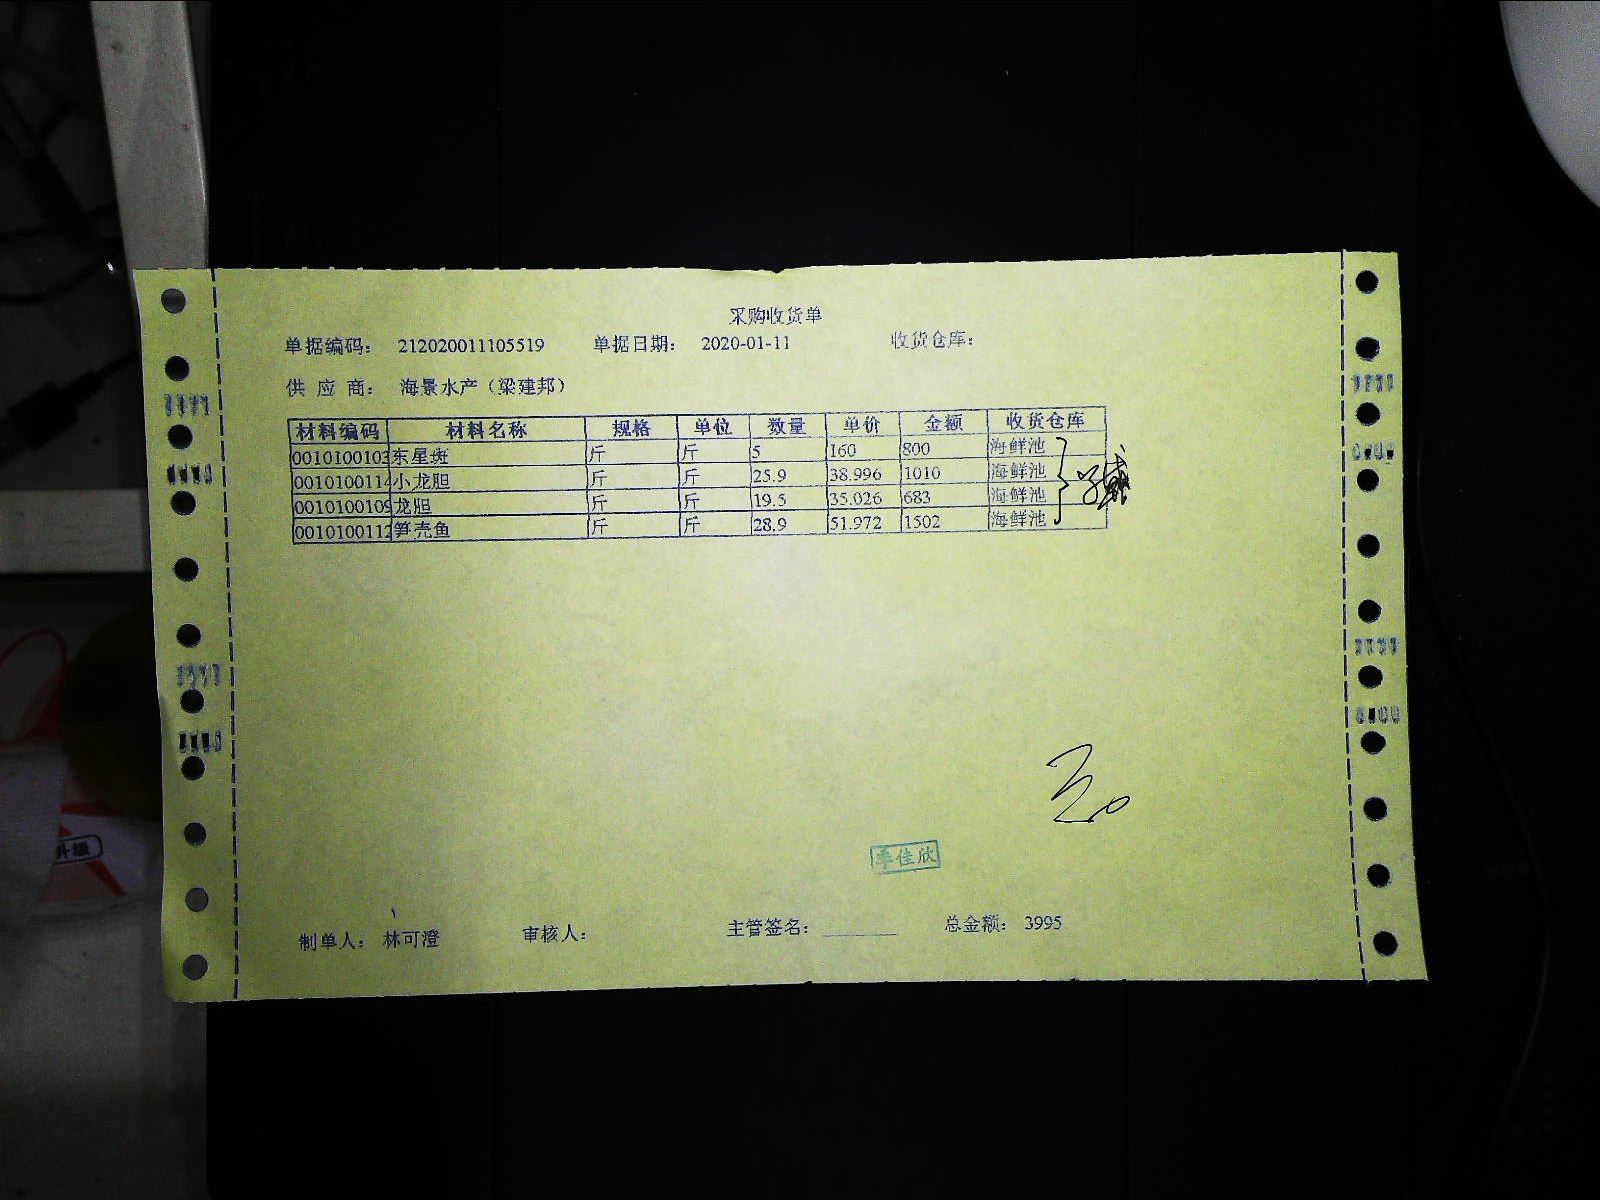 采购收货单
单据编码： 212020011105519 单据日期： 2020-01-11 收货仓库：
供 应 商： 海景水产（梁建邦）
材料编码 材料名称 规格 单位 数量 单价 金额 收货仓库
0010100103 东星斑 斤 斤 5 160 800 海鲜池
0010100114 小龙胆 斤 斤 25.9 38.996 1010 海鲜池
0010100109 龙胆 斤 斤 19.5 35.026 683 海鲜池
0010100112 笋壳鱼 斤 斤 28.9 51.972 1502 海鲜池
升级
李佳欣
制单人： 林可澄 审核人： 主管签名： 总金额： 3995